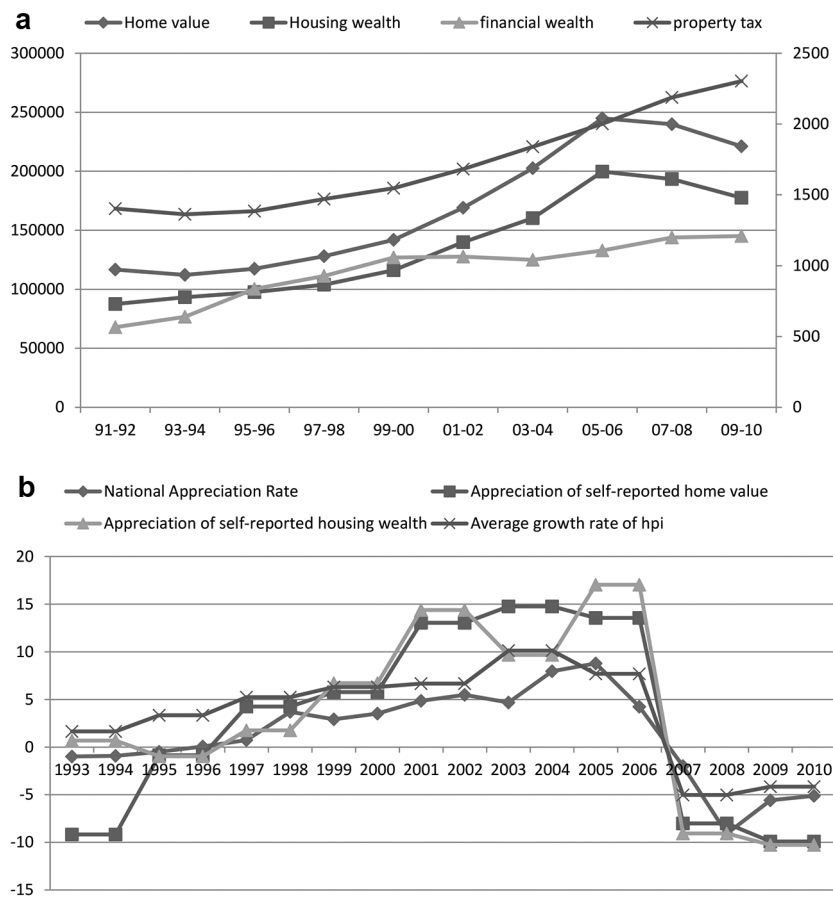 a
Home value Housing wealth financial wealth property tax
300000 2500
250000 2000
200000 1500
150000 1000
100000 500
50000
0 0
91-92 93-94 95-96 97-98 99-00 01-02 03-04 05-06 07-08 09-10
b
National Appreciation Rate Appreciation of self-reported home value
Appreciation of self-reported housing wealth Average growth rate of hpi
20
15
10
5
0
1993 1994 1995 1996 1997 1998 1999 2000 2001 2002 2003 2004 2005 2006 2007 2008 2009 2010
-5
-10
-15